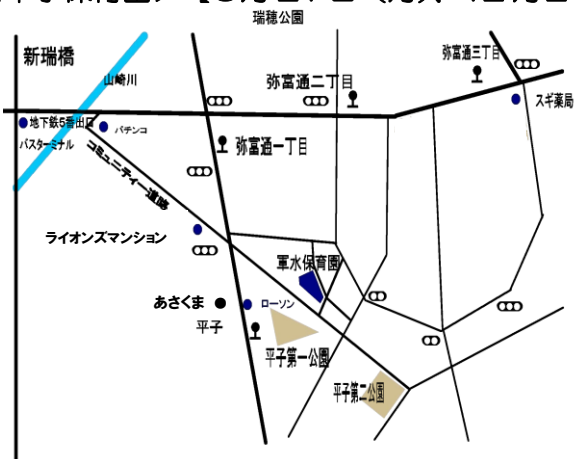 瑞穂公園
新瑞橋
弥富通三丁目
山崎川
弥富通二丁目
スギ薬局
地下鉄5番出口
パチンコ
バスターミナル
弥富通一丁目
コミュニティー道路
ライオンズマンション
軍水保育園
あさくま
ローソン
平子
平子第一公園
平子第二公園